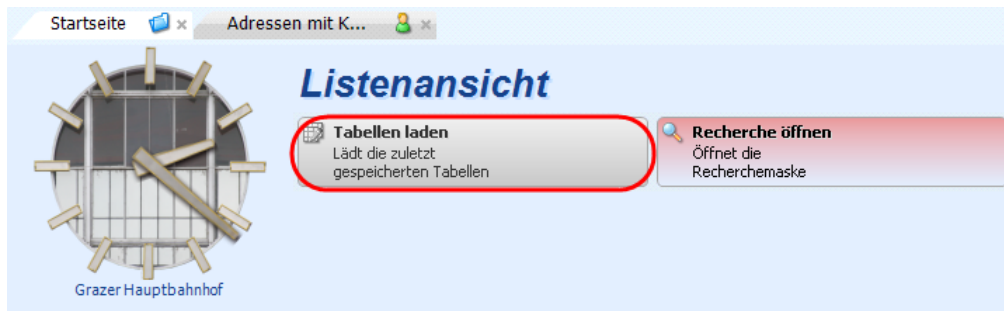 Startseite
Adressen mit K...
Listenansicht
Tabellen laden
Lädt die zuletzt
gespeicherten Tabellen
Recherche öffnen
Öffnet die
Recherchemaske
Grazer Hauptbahnhof